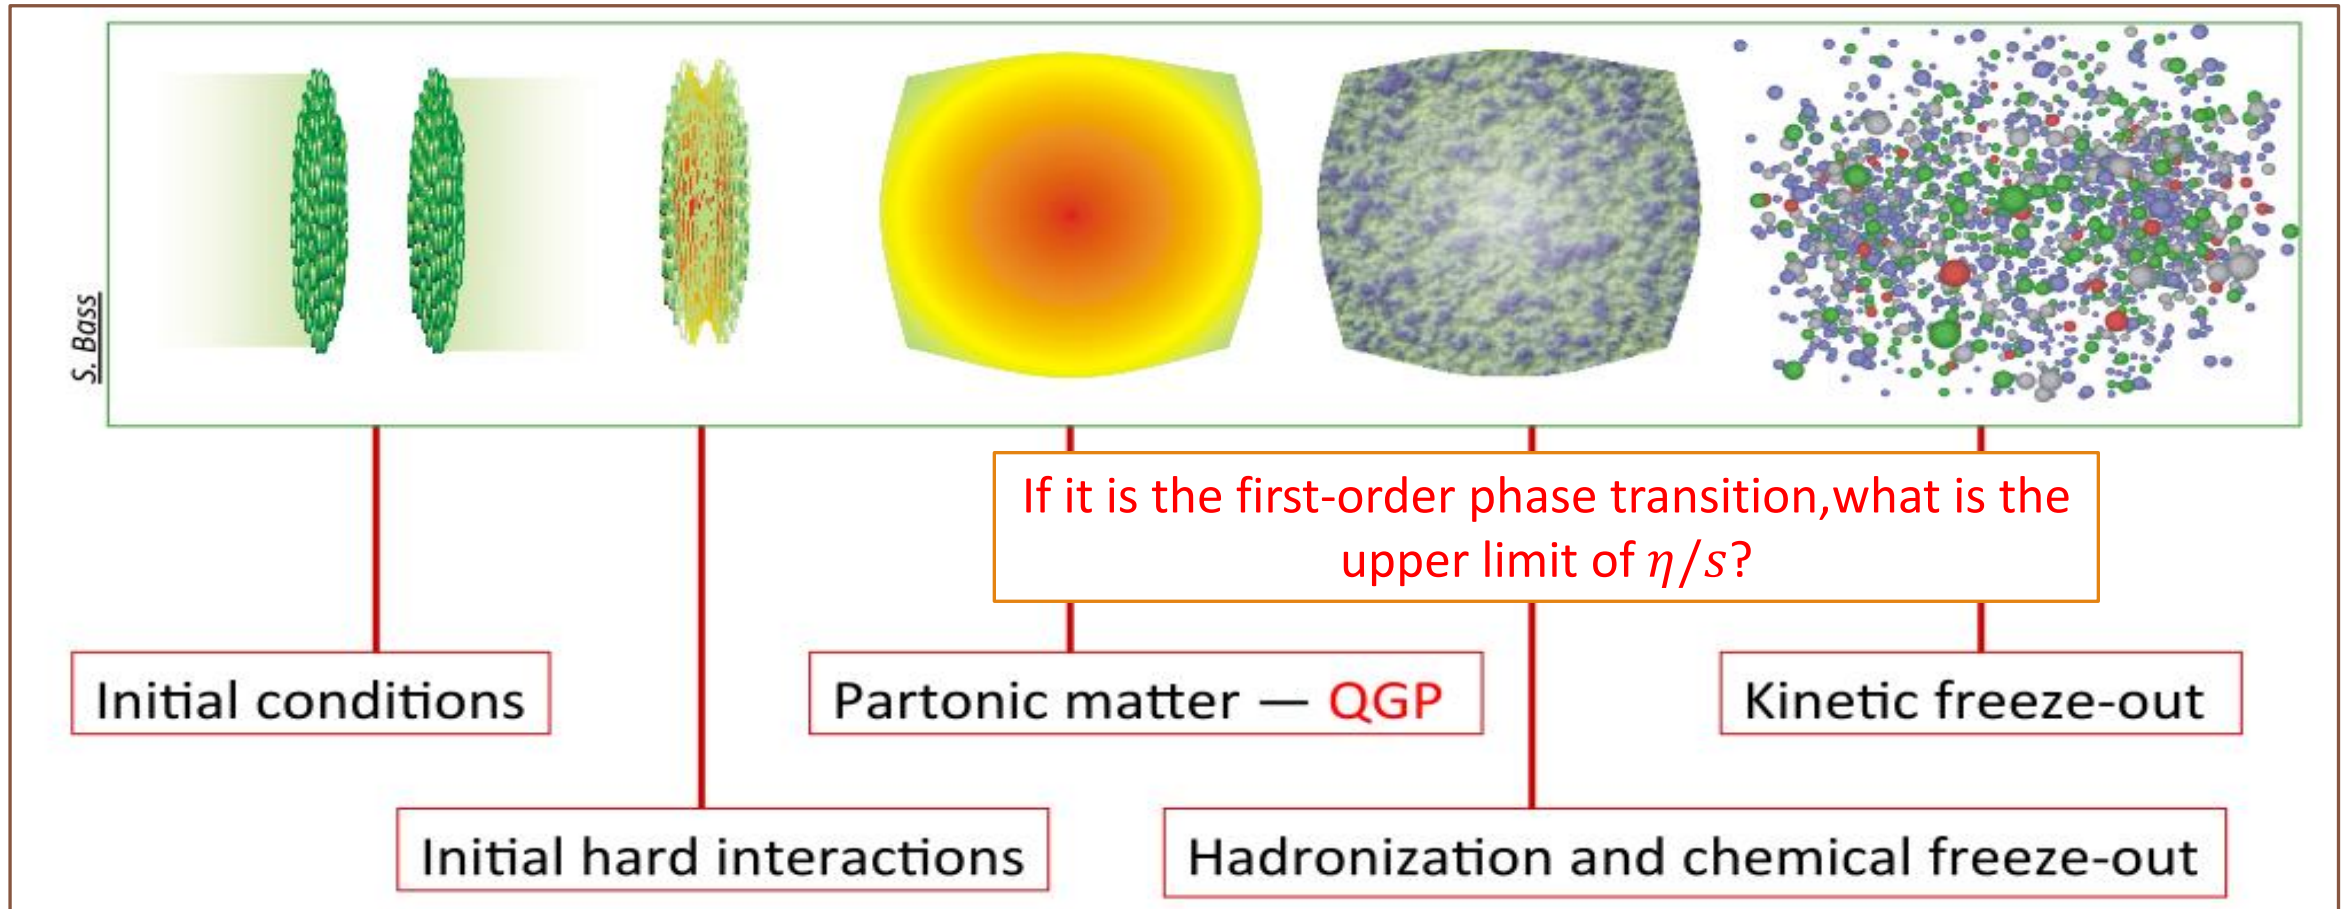 S. Bass
If it is the first-order phase transition,what is the
upper limit of η/s?
Initial conditions
Partonic matter — QGP
Kinetic freeze-out
Initial hard interactions
Hadronization and chemical freeze-out